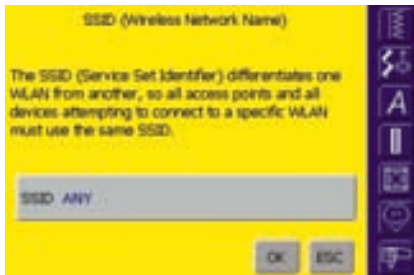 SSID (Wireless Network Name)
The SSID (Service Set Identifier) differentiates one
WLAN from another, so all access points and all
devices attempting to connect to a specific WLAN
must use the same SSID.
SSID ANY
OK ESC
A